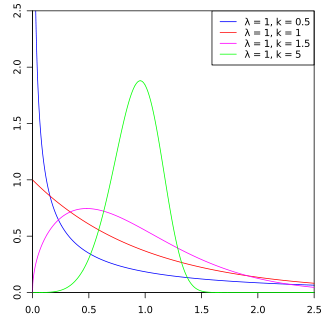 2.5
λ = 1, k = 0.5
λ = 1, k = 1
λ = 1, k = 1.5
λ = 1, k = 5
2.0
1.5
1.0
0.5
0.0
0.0 0.5 1.0 1.5 2.0 2.5